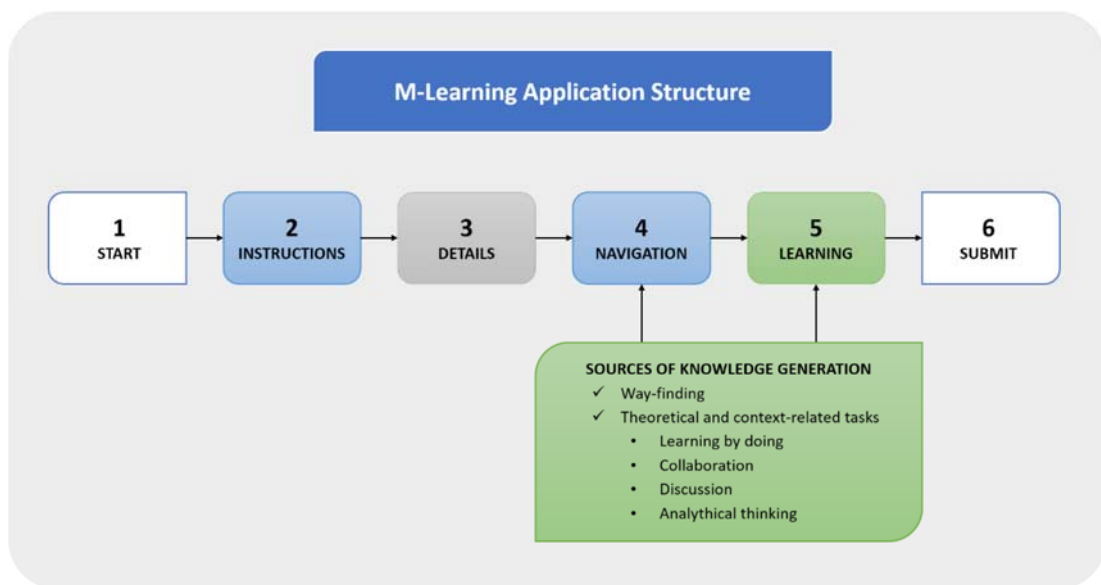 M-Learning Application Structure
1
START
2
INSTRUCTIONS
3
DETAILS
4
NAVIGATION
5
LEARNING
6
SUBMIT
SOURCES OF KNOWLEDGE GENERATION
✓ Way-finding
✓ Theoretical and context-related tasks
• Learning by doing
• Collaboration
• Discussion
• Analythical thinking